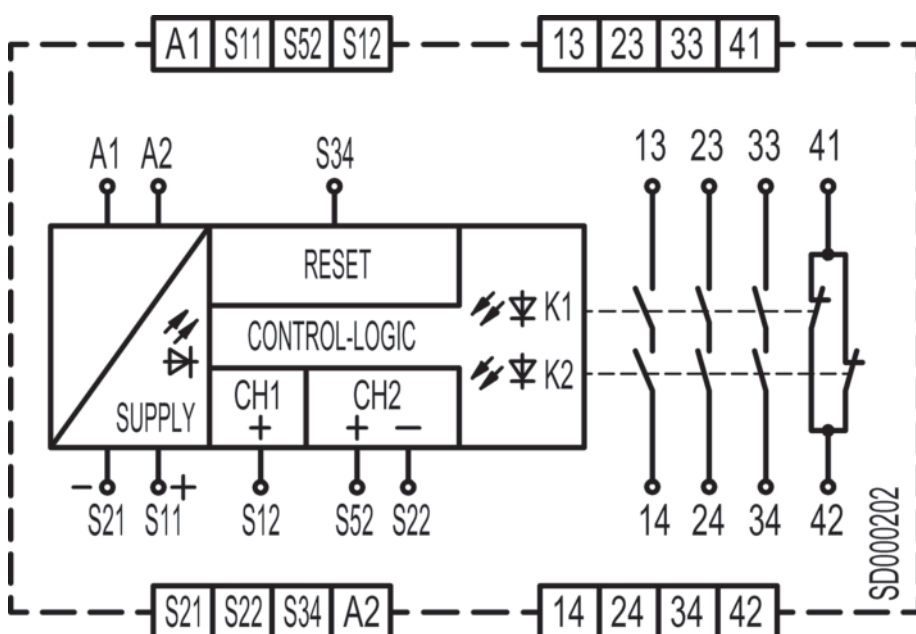 A1 S11 S52 S12 13 23 33 41
A1 A2 S34 13 23 33 41
RESET
K1
CONTROL-LOGIC
K2
CH1 CH2
SUPPLY + + −
− + 
S21 S11 S12 S52 S22 14 24 34 42
SD000202
S21 S22 S34 A2 14 24 34 42